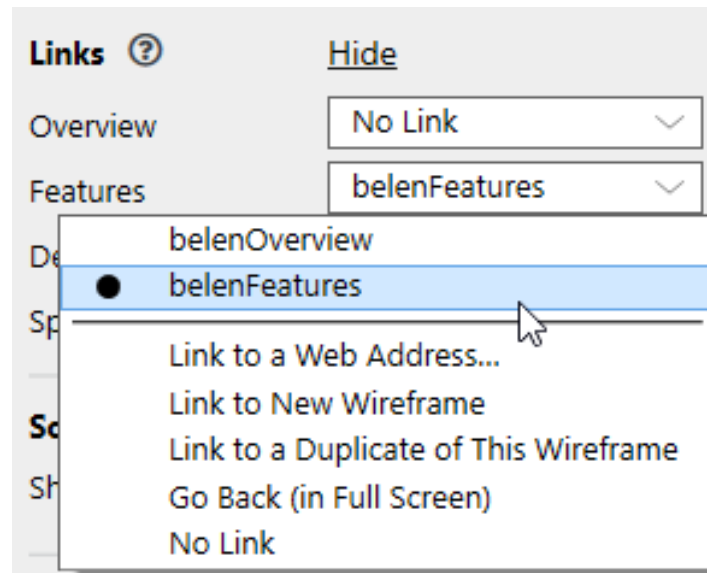 Links ? Hide
Overview No Link
Features belenFeatures
belenOverview
belenFeatures
Link to a Web Address...
Link to New Wireframe
Link to a Duplicate of This Wireframe
Go Back (in Full Screen)
No Link